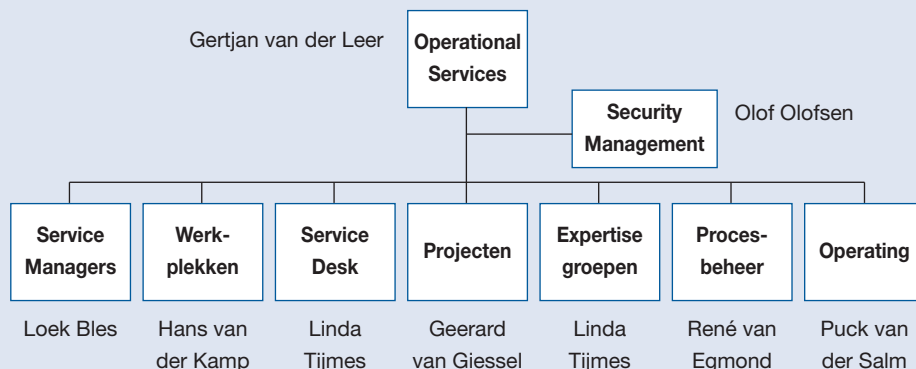 Gertjan van der Leer
Operational
Services
Security
Management
Olof Olofsen
Service
Managers
Werk-
plekken
Service
Desk
Projecten
Expertise
groepen
Proces-
beheer
Operating
Loek Bles
Hans van
der Kamp
Linda
Tijmes
Geerard
van Giessel
Linda
Tijmes
René van
Egmond
Puck van
der Salm